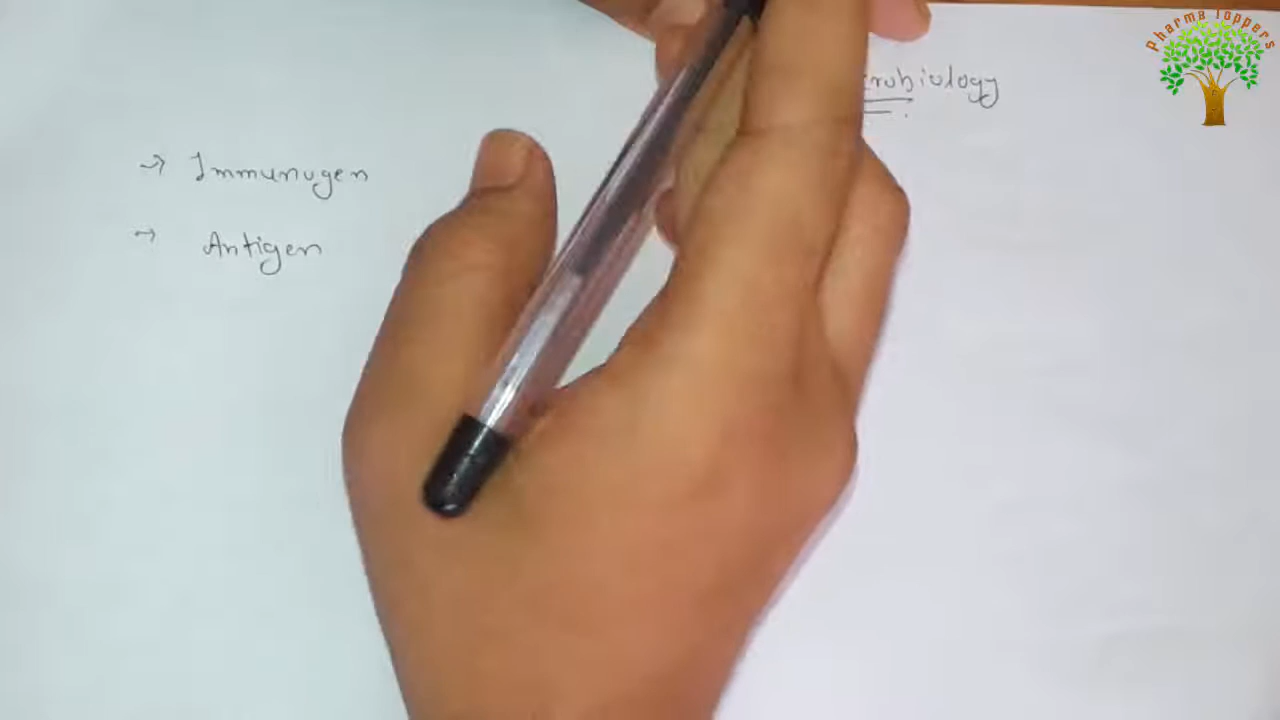 Pharma Toppers
→ Immunogen
→ Antigen